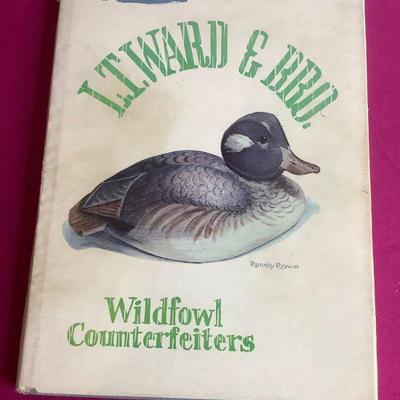 L.T. WARD & BRO.
Randy Brown
Wildfowl
Counterfeiters